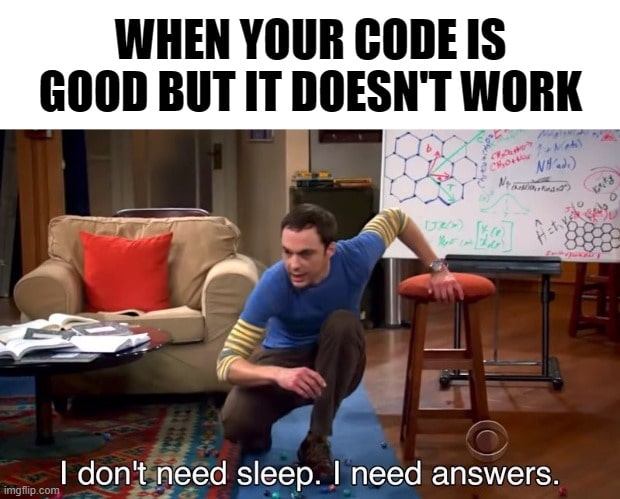 WHEN YOUR CODE IS
GOOD BUT IT DOESN'T WORK
I don't need sleep. I need answers.
imgflip.com